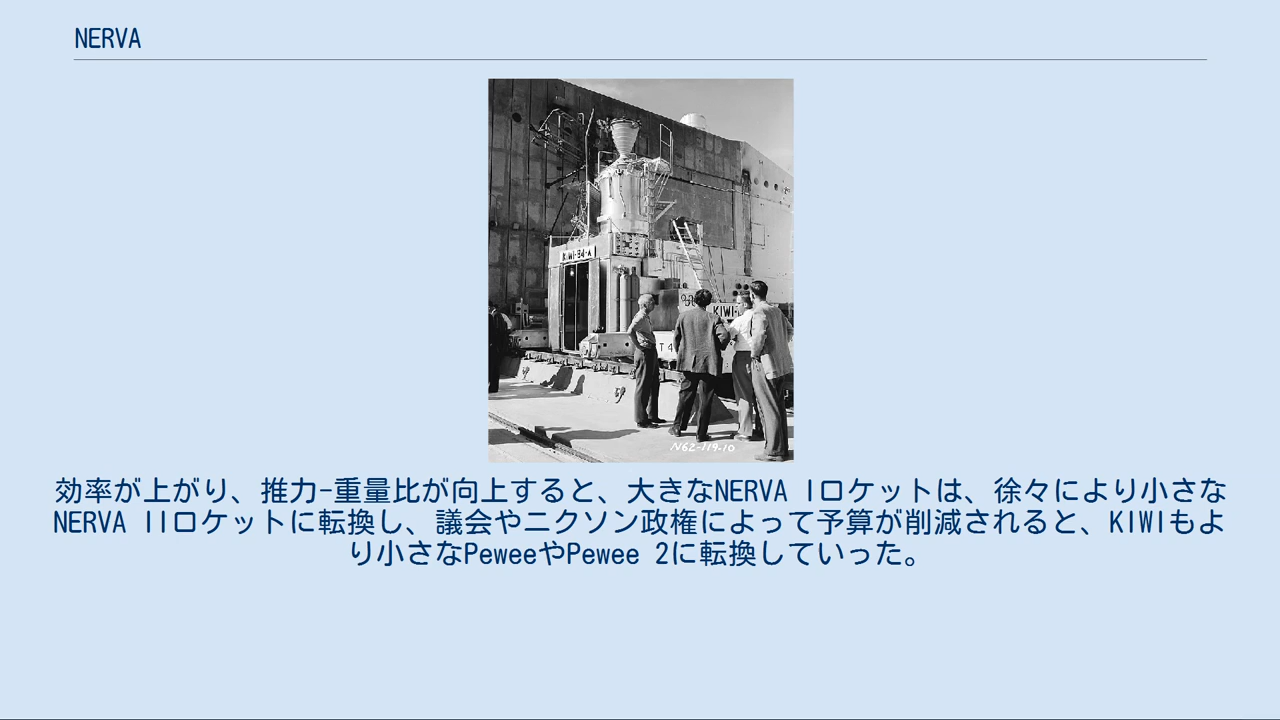 NERVA
KIWI-B4-A
KIWI-
T 4
N62-119-10
効率が上がり、推力-重量比が向上すると、大きなNERVA Iロケットは、徐々により小さな
NERVA IIロケットに転換し、議会やニクソン政権によって予算が削減されると、KIWIもよ
り小さなPeweeやPewee 2に転換していった。